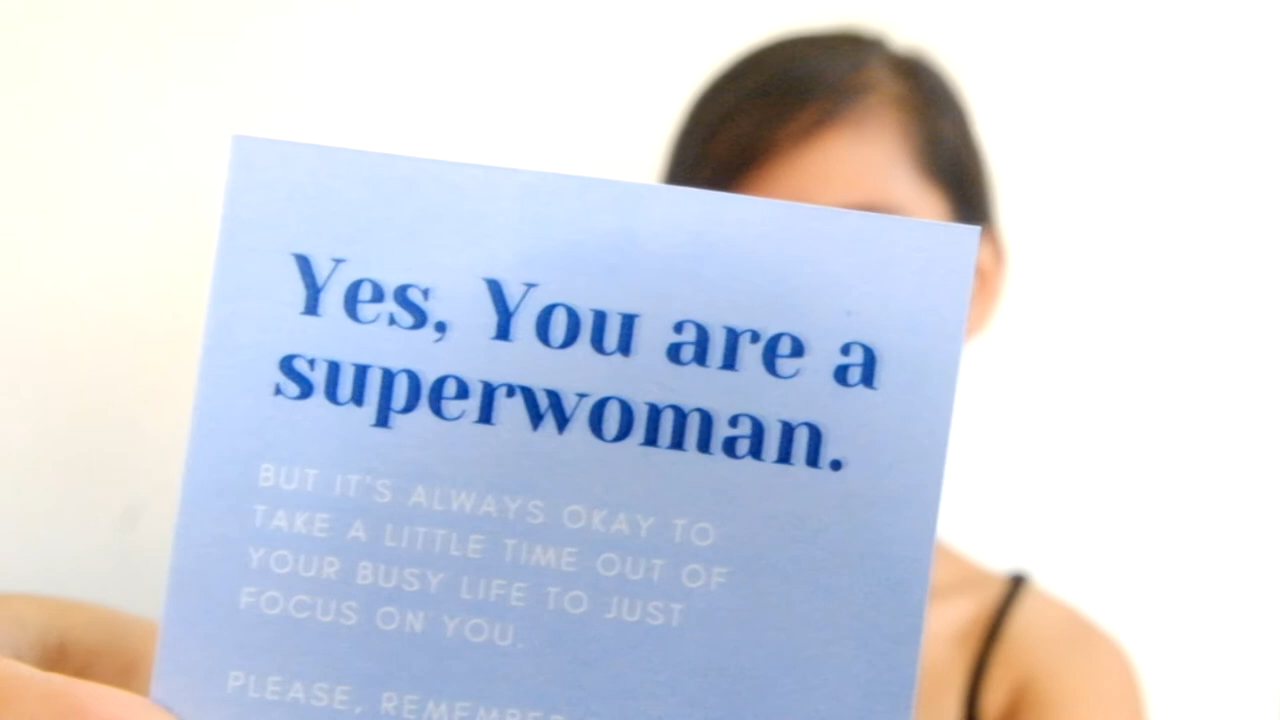 Yes, You are a
superwoman.
BUT IT'S ALWAYS OKAY TO
TAKE A LITTLE TIME OUT OF
YOUR BUSY LIFE TO JUST
FOCUS ON YOU.
PLEASE, REMEMBER